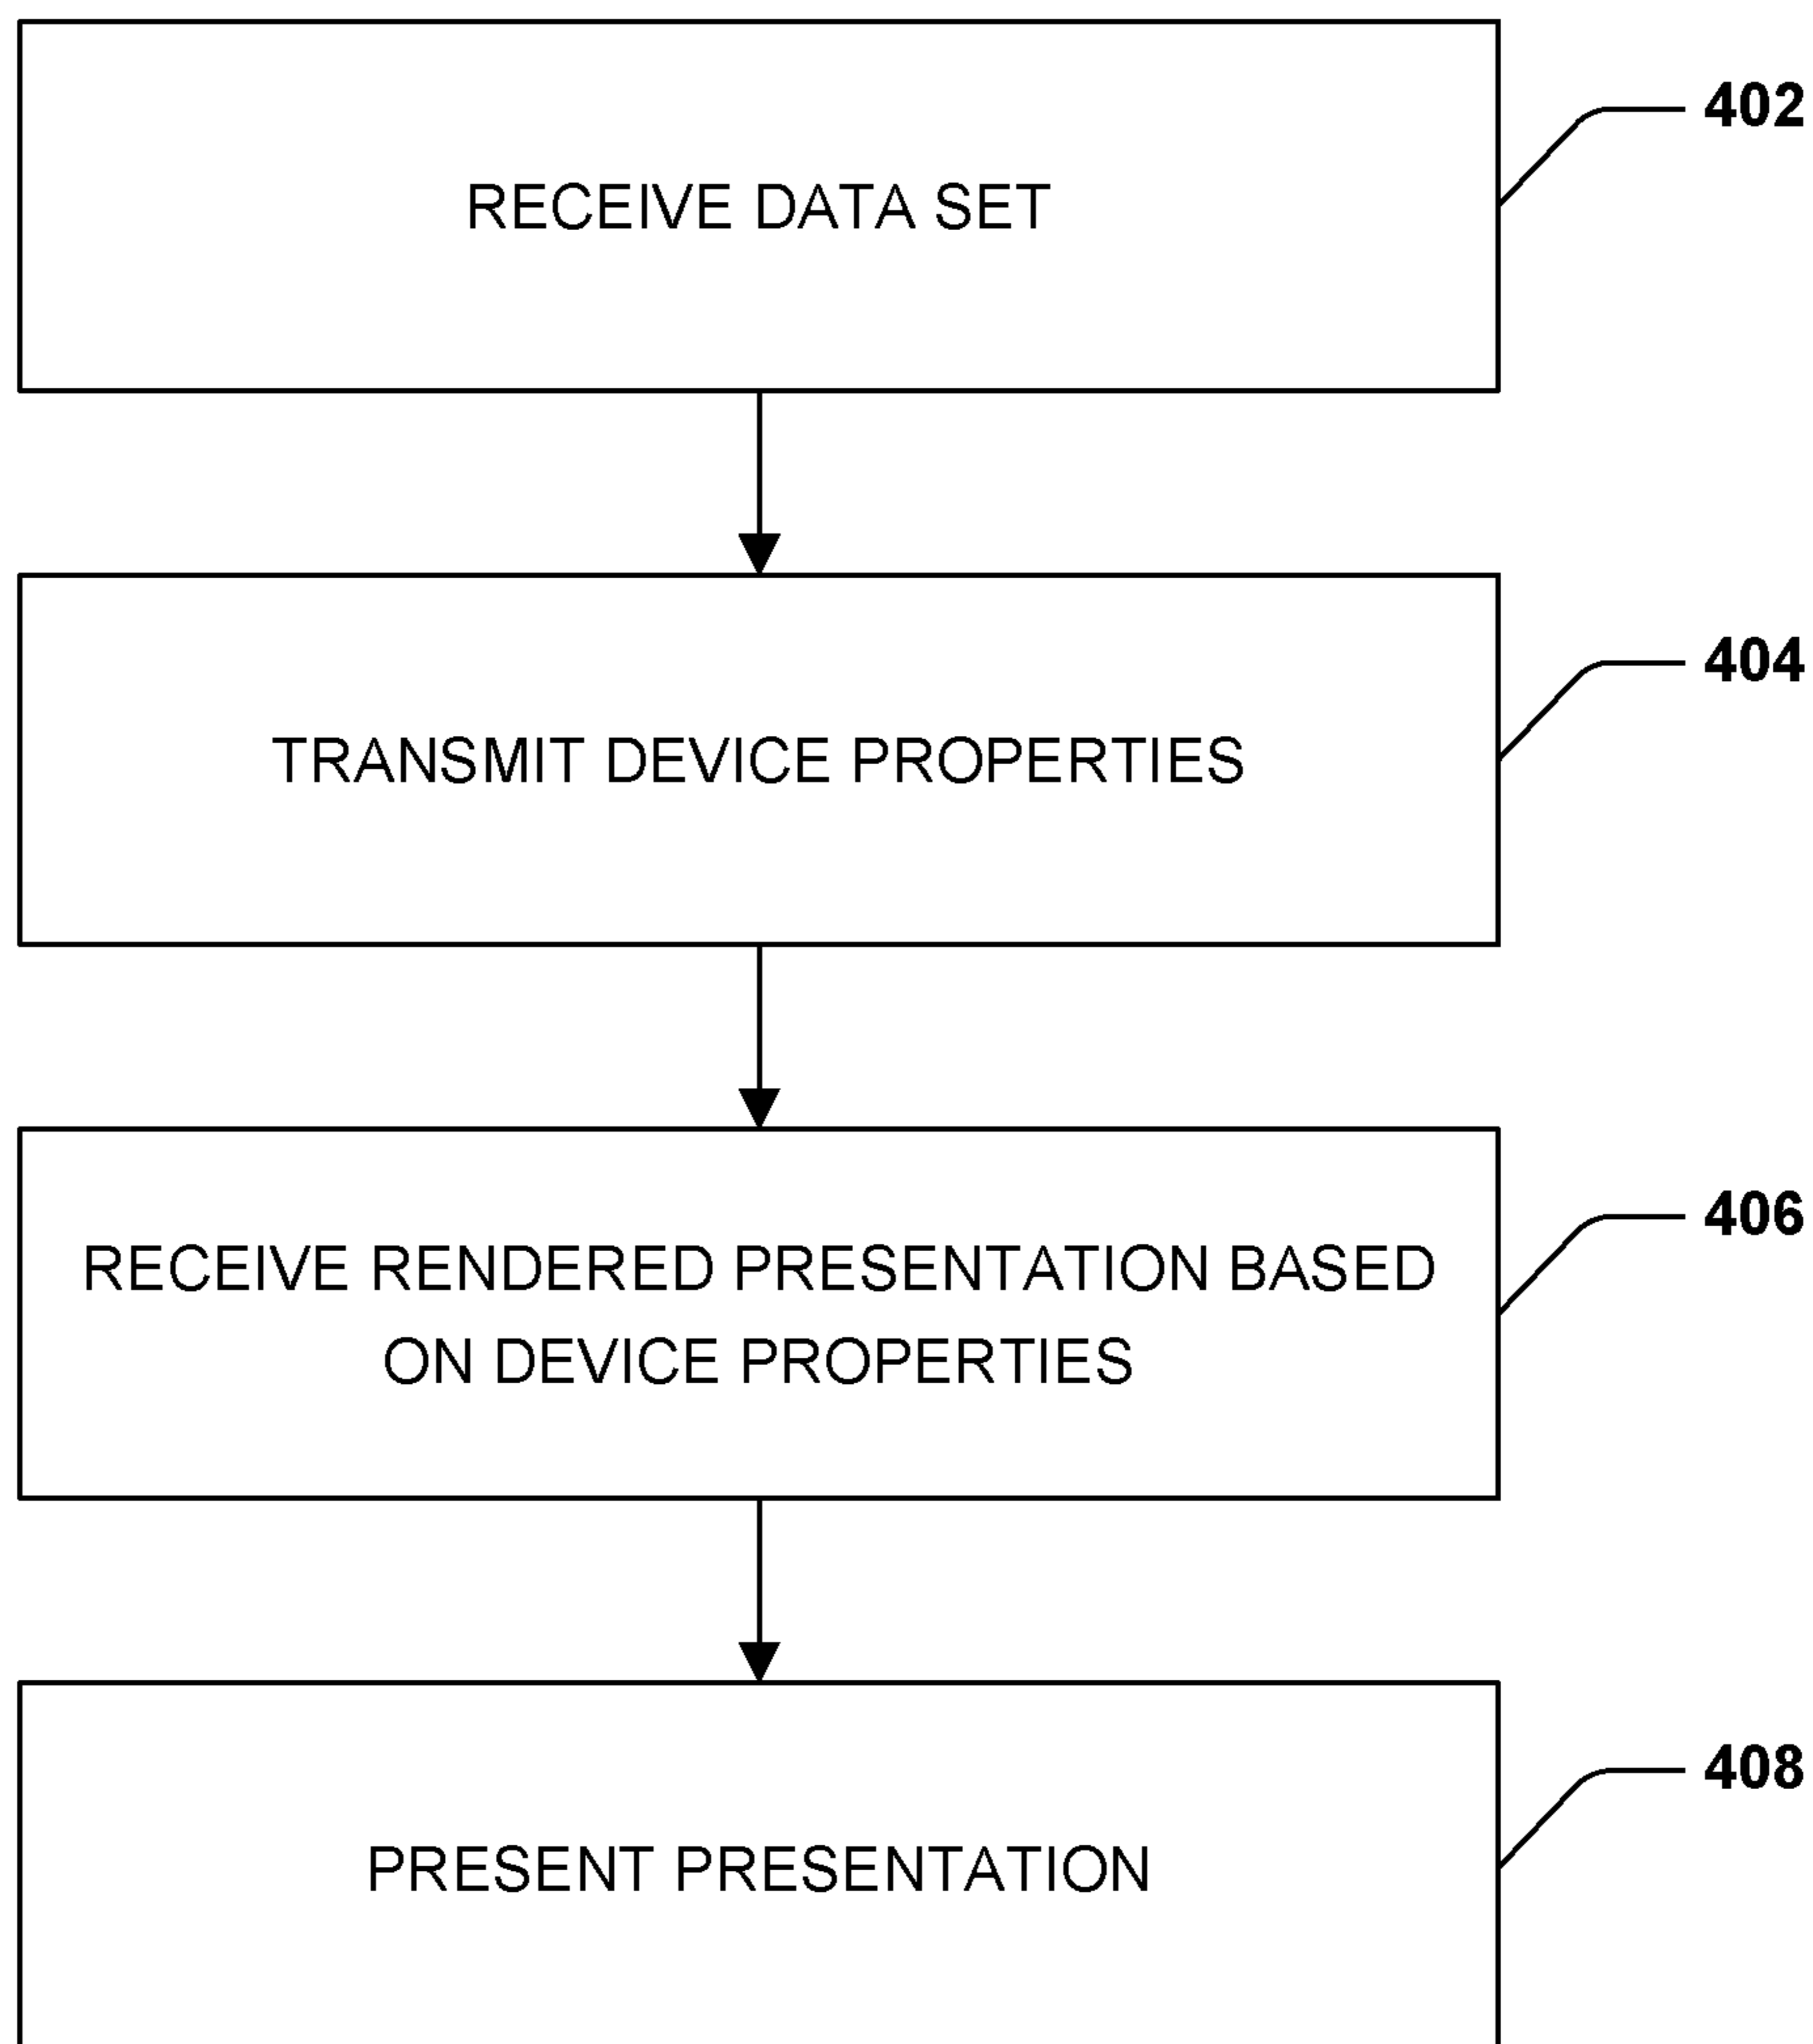 RECEIVE DATA SET
402
TRANSMIT DEVICE PROPERTIES
404
RECEIVE RENDERED PRESENTATION BASED
ON DEVICE PROPERTIES
406
PRESENT PRESENTATION
408